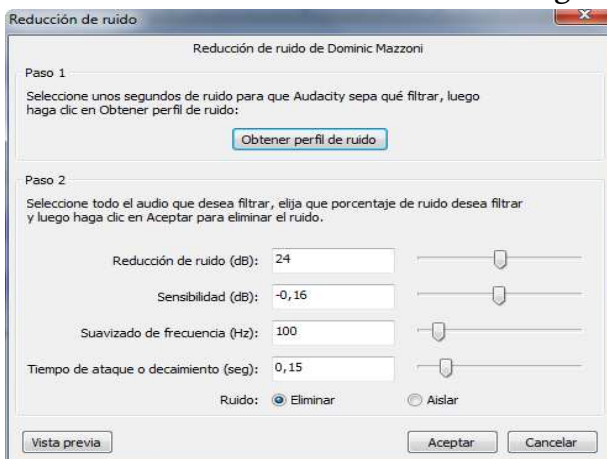 Reducción de ruido
Reducción de ruido de Dominic Mazzoni
Paso 1
Seleccione unos segundos de ruido para que Audacity sepa qué filtrar, luego
haga clic en Obtener perfil de ruido:
Obtener perfil de ruido
Paso 2
Seleccione todo el audio que desea filtrar, elija que porcentaje de ruido desea filtrar
y luego haga clic en Aceptar para eliminar el ruido.
Reducción de ruido (dB): 24
Sensibilidad (dB): -0,16
Suavizado de frecuencia (Hz): 100
Tiempo de ataque o decaimiento (seg): 0,15
Ruido: Eliminar Aislar
Vista previa Aceptar Cancelar